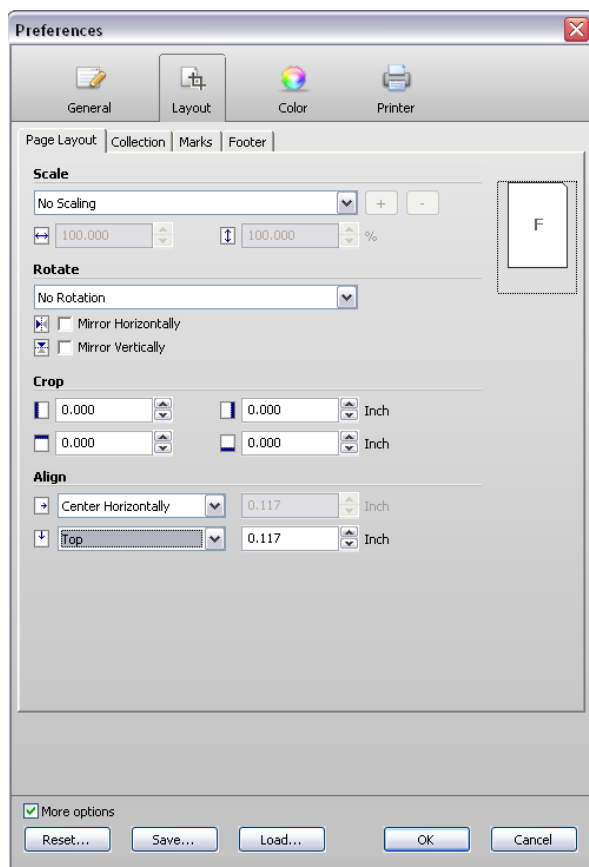 Preferences
General Layout Color Printer
Page Layout Collection Marks Footer
Scale
No Scaling + -
100.000 100.000 %
F
Rotate
No Rotation
Mirror Horizontally
Mirror Vertically
Crop
0.000 0.000 Inch
0.000 0.000 Inch
Align
Center Horizontally 0.117 Inch
Top 0.117 Inch
More options
Reset... Save... Load... OK Cancel